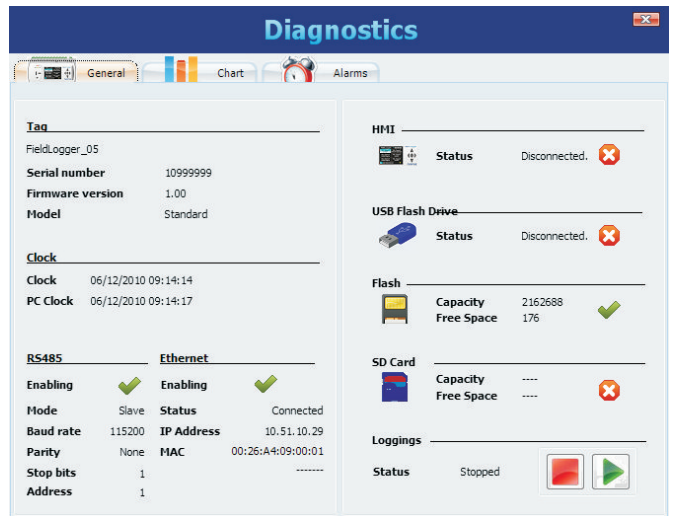 Diagnostics
General
Chart
Alarms
Tag
FieldLogger_05
Serial number 10999999
Firmware version 1.00
Model Standard
Clock
Clock 06/12/2010 09:14:14
PC Clock 06/12/2010 09:14:17
RS485
Enabling
Mode Slave
Baud rate 115200
Parity None
Stop bits 1
Address 1
Ethernet
Enabling
Status Connected
IP Address 10.51.10.29
MAC 00:26:A4:09:00:01
-------
HMI
Status Disconnected.
USB Flash Drive
Status Disconnected.
Flash
Capacity 2162688
Free Space 176
SD Card
Capacity ----
Free Space ----
Loggings
Status Stopped